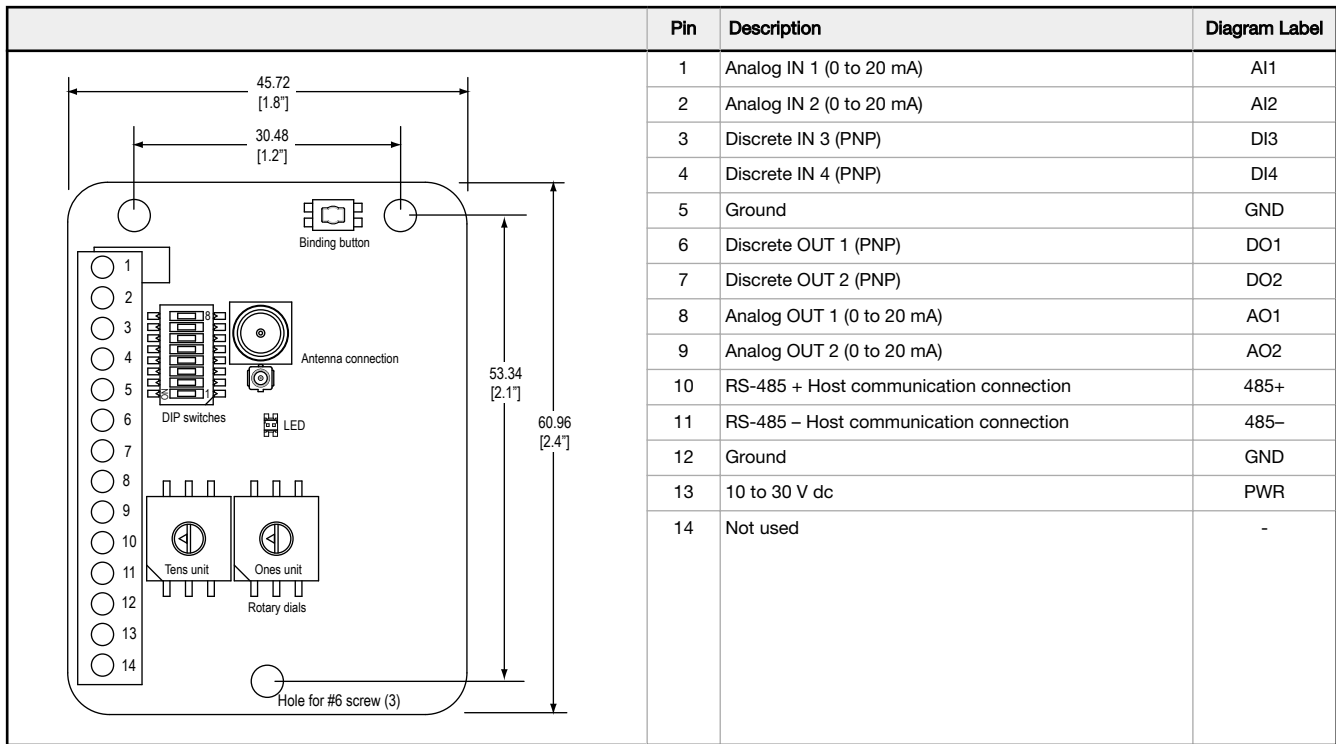 Pin Description Diagram Label
1 Analog IN 1 (0 to 20 mA) AI1
2 Analog IN 2 (0 to 20 mA) AI2
3 Discrete IN 3 (PNP) DI3
4 Discrete IN 4 (PNP) DI4
5 Ground GND
6 Discrete OUT 1 (PNP) DO1
7 Discrete OUT 2 (PNP) DO2
8 Analog OUT 1 (0 to 20 mA) AO1
9 Analog OUT 2 (0 to 20 mA) AO2
10 RS-485 + Host communication connection 485+
11 RS-485 – Host communication connection 485–
12 Ground GND
13 10 to 30 V dc PWR
14 Not used -
45.72
[1.8"]
30.48
[1.2"]
Binding button
1
2
3
4
5
6
7
8
9
10
11
12
13
14
8
ON 1
DIP switches
Antenna connection
LED
53.34
[2.1"]
60.96
[2.4"]
Tens unit
Ones unit
Rotary dials
Hole for #6 screw (3)